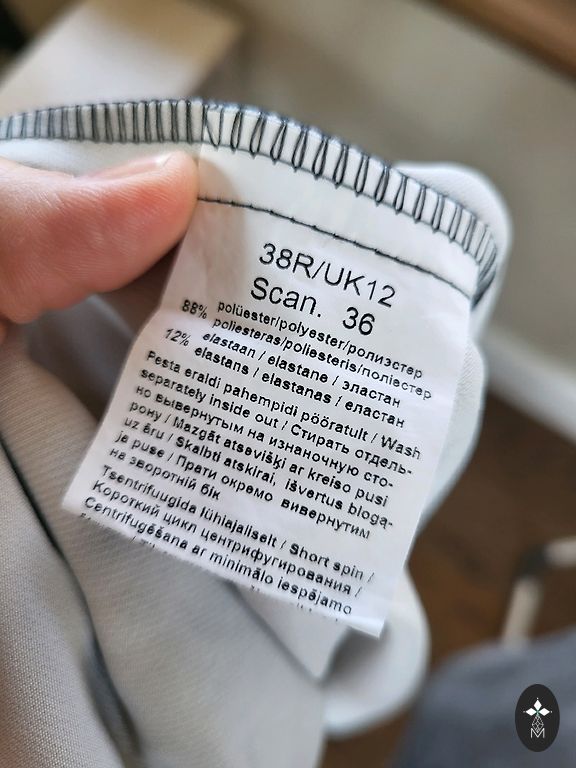 38R/UK12
Scan. 36
88% polüester/polyester/полиэстер
poliesteras/poliesteris/поліестер
12% elastaan / elastane / эластан
elastans / elastanas / еластан
Pesta eraldi pahempidi pööratult / Wash
separately inside out / Стирать отдель-
но вывернутым на изнаночную сто-
рону / Mazgāt atsevišķi ar kreiso pusi
uz āru / Skalbti atskirai, išvertus blogą-
ja puse / Прати окремо вивернутим
на зворотній бік
Tsentrifuugida lühiajaliselt / Short spin /
Короткий цикл центрифугирования /
Centrifugēšana ar minimālo iespējamo
M